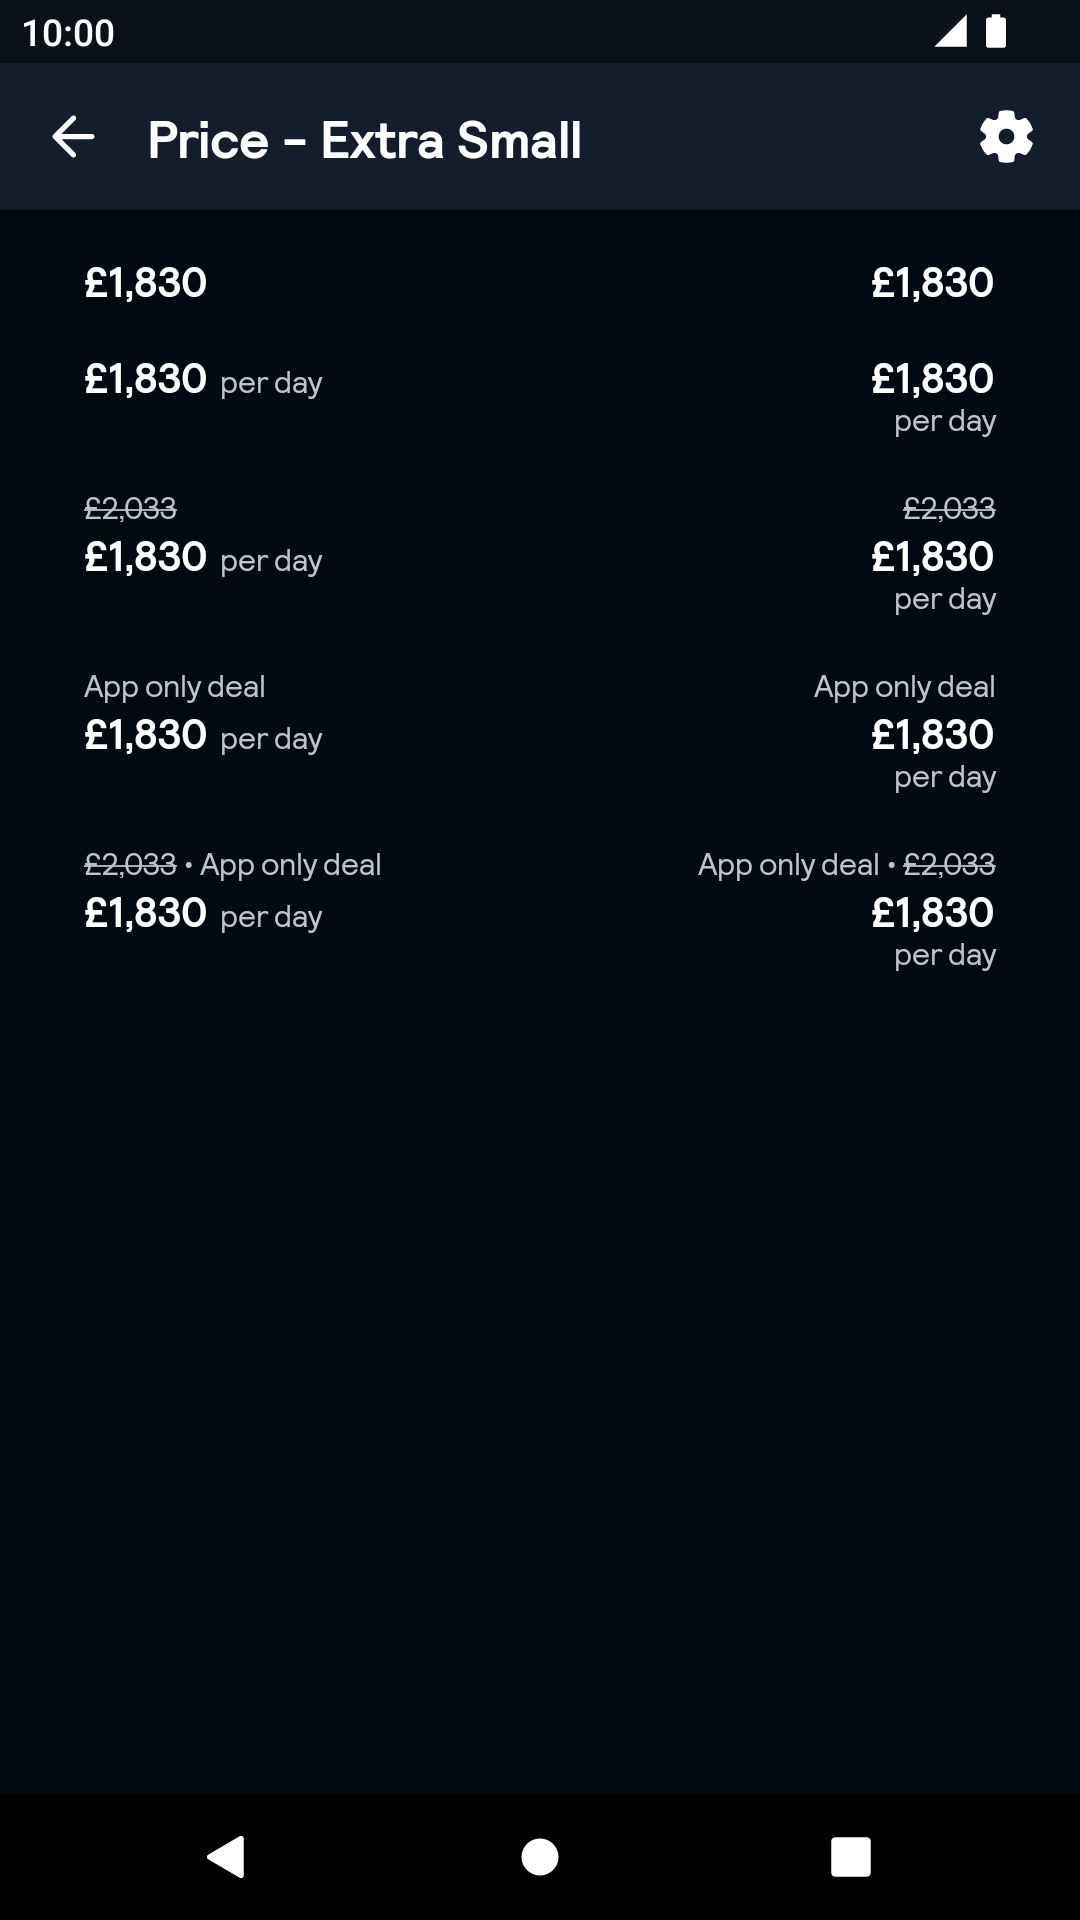 10:00
Price - Extra Small
£1,830 £1,830
£1,830 per day £1,830
per day
£2,033 £2,033
£1,830 per day £1,830
per day
App only deal App only deal
£1,830 per day £1,830
per day
£2,033 • App only deal App only deal • £2,033
£1,830 per day £1,830
per day